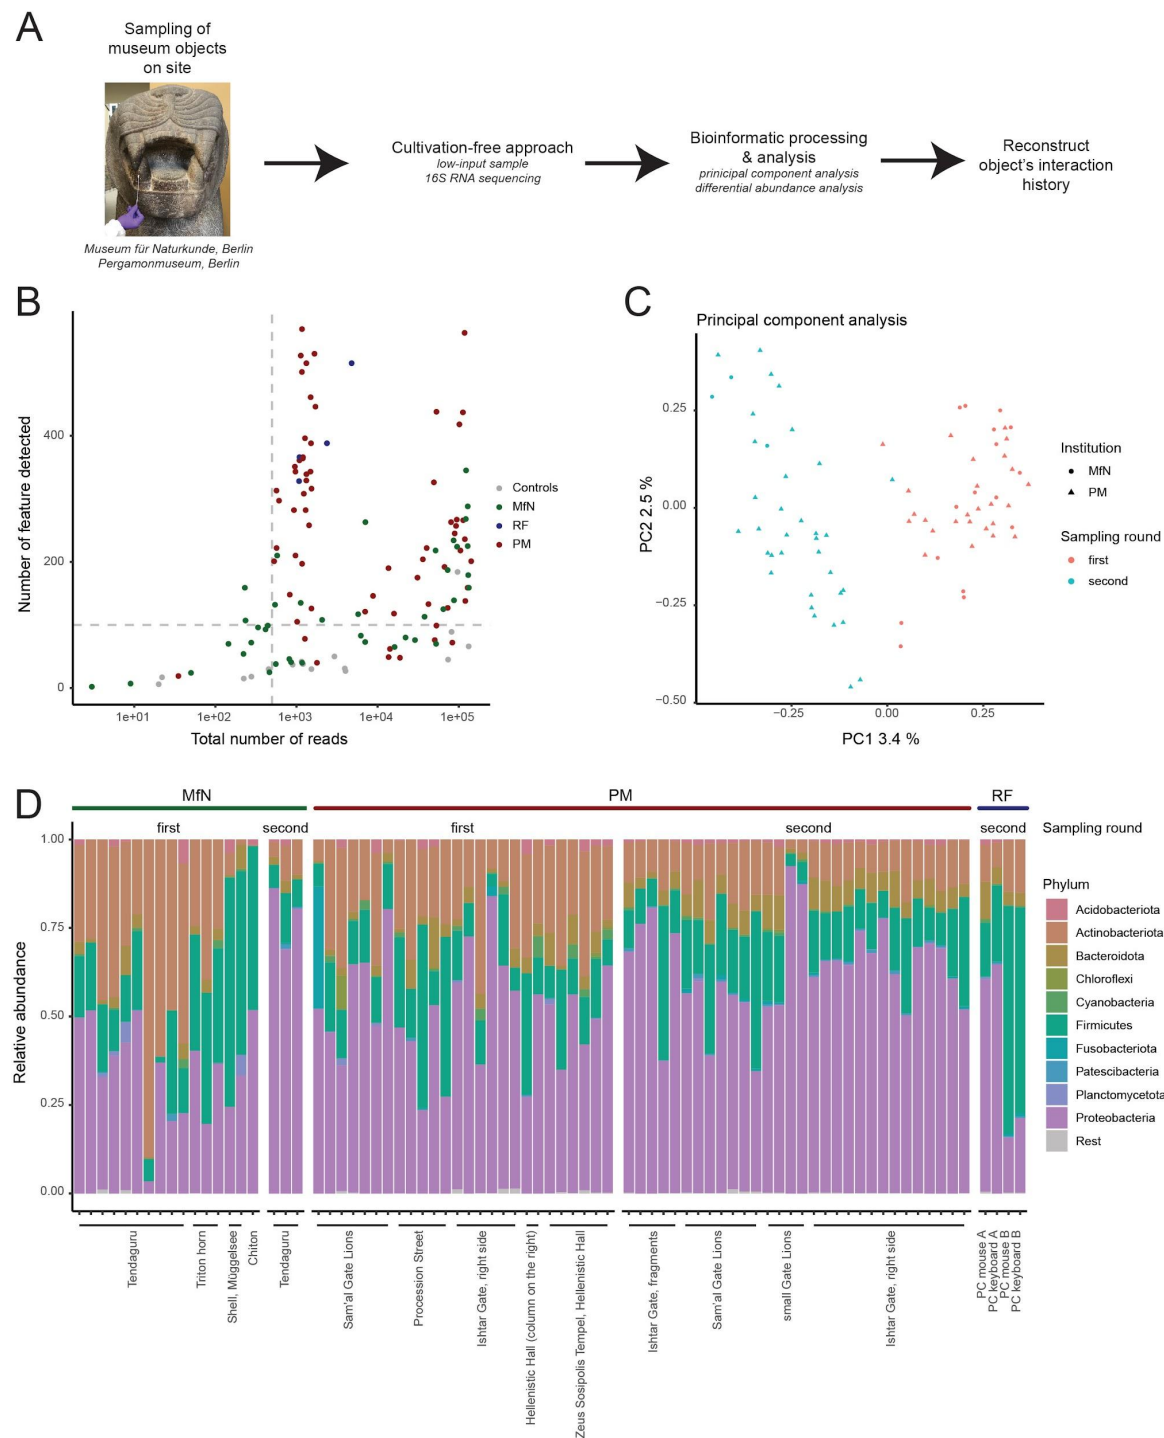 A
Sampling of
museum objects
on site
Museum für Naturkunde, Berlin
Pergamonmuseum, Berlin
Cultivation-free approach
low-input sample
16S RNA sequencing
Bioinformatic processing
& analysis
prinicipal component analysis
differential abundance analysis
Reconstruct
object's interaction
history
B
Number of feature detected
400
200
0
1e+01
1e+02
1e+03
1e+04
1e+05
Total number of reads
Controls
MfN
RF
PM
C
Principal component analysis
PC2 2.5 %
0.25
0.00
−0.25
−0.50
−0.25
0.00
0.25
PC1 3.4 %
Institution
MfN
PM
Sampling round
first
second
D
MfN
PM
RF
first
second
first
second
second
Sampling round
Relative abundance
1.00
0.75
0.50
0.25
0.00
Phylum
Acidobacteriota
Actinobacteriota
Bacteroidota
Chloroflexi
Cyanobacteria
Firmicutes
Fusobacteriota
Patescibacteria
Planctomycetota
Proteobacteria
Rest
Tendaguru
Triton horn
Shell, Müggelsee
Chiton
Tendaguru
Sam'al Gate Lions
Procession Street
Ishtar Gate, right side
Hellenistic Hall (column on the right)
Zeus Sosipolis Tempel, Hellenistic Hall
Ishtar Gate, fragments
Sam'al Gate Lions
small Gate Lions
Ishtar Gate, right side
PC mouse A
PC keyboard A
PC mouse B
PC keyboard B